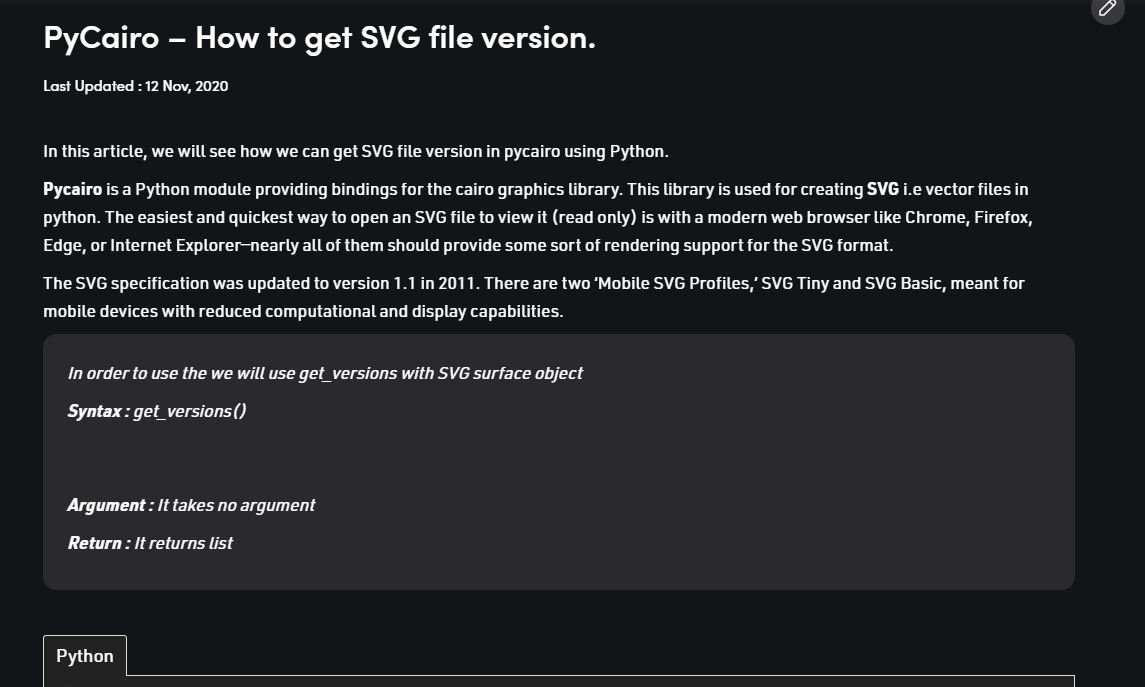 PyCairo – How to get SVG file version.
Last Updated : 12 Nov, 2020
In this article, we will see how we can get SVG file version in pycairo using Python.
Pycairo is a Python module providing bindings for the cairo graphics library. This library is used for creating SVG i.e vector files in
python. The easiest and quickest way to open an SVG file to view it (read only) is with a modern web browser like Chrome, Firefox,
Edge, or Internet Explorer—nearly all of them should provide some sort of rendering support for the SVG format.
The SVG specification was updated to version 1.1 in 2011. There are two ‘Mobile SVG Profiles,’ SVG Tiny and SVG Basic, meant for
mobile devices with reduced computational and display capabilities.
In order to use the we will use get_versions with SVG surface object
Syntax : get_versions()
Argument : It takes no argument
Return : It returns list
Python